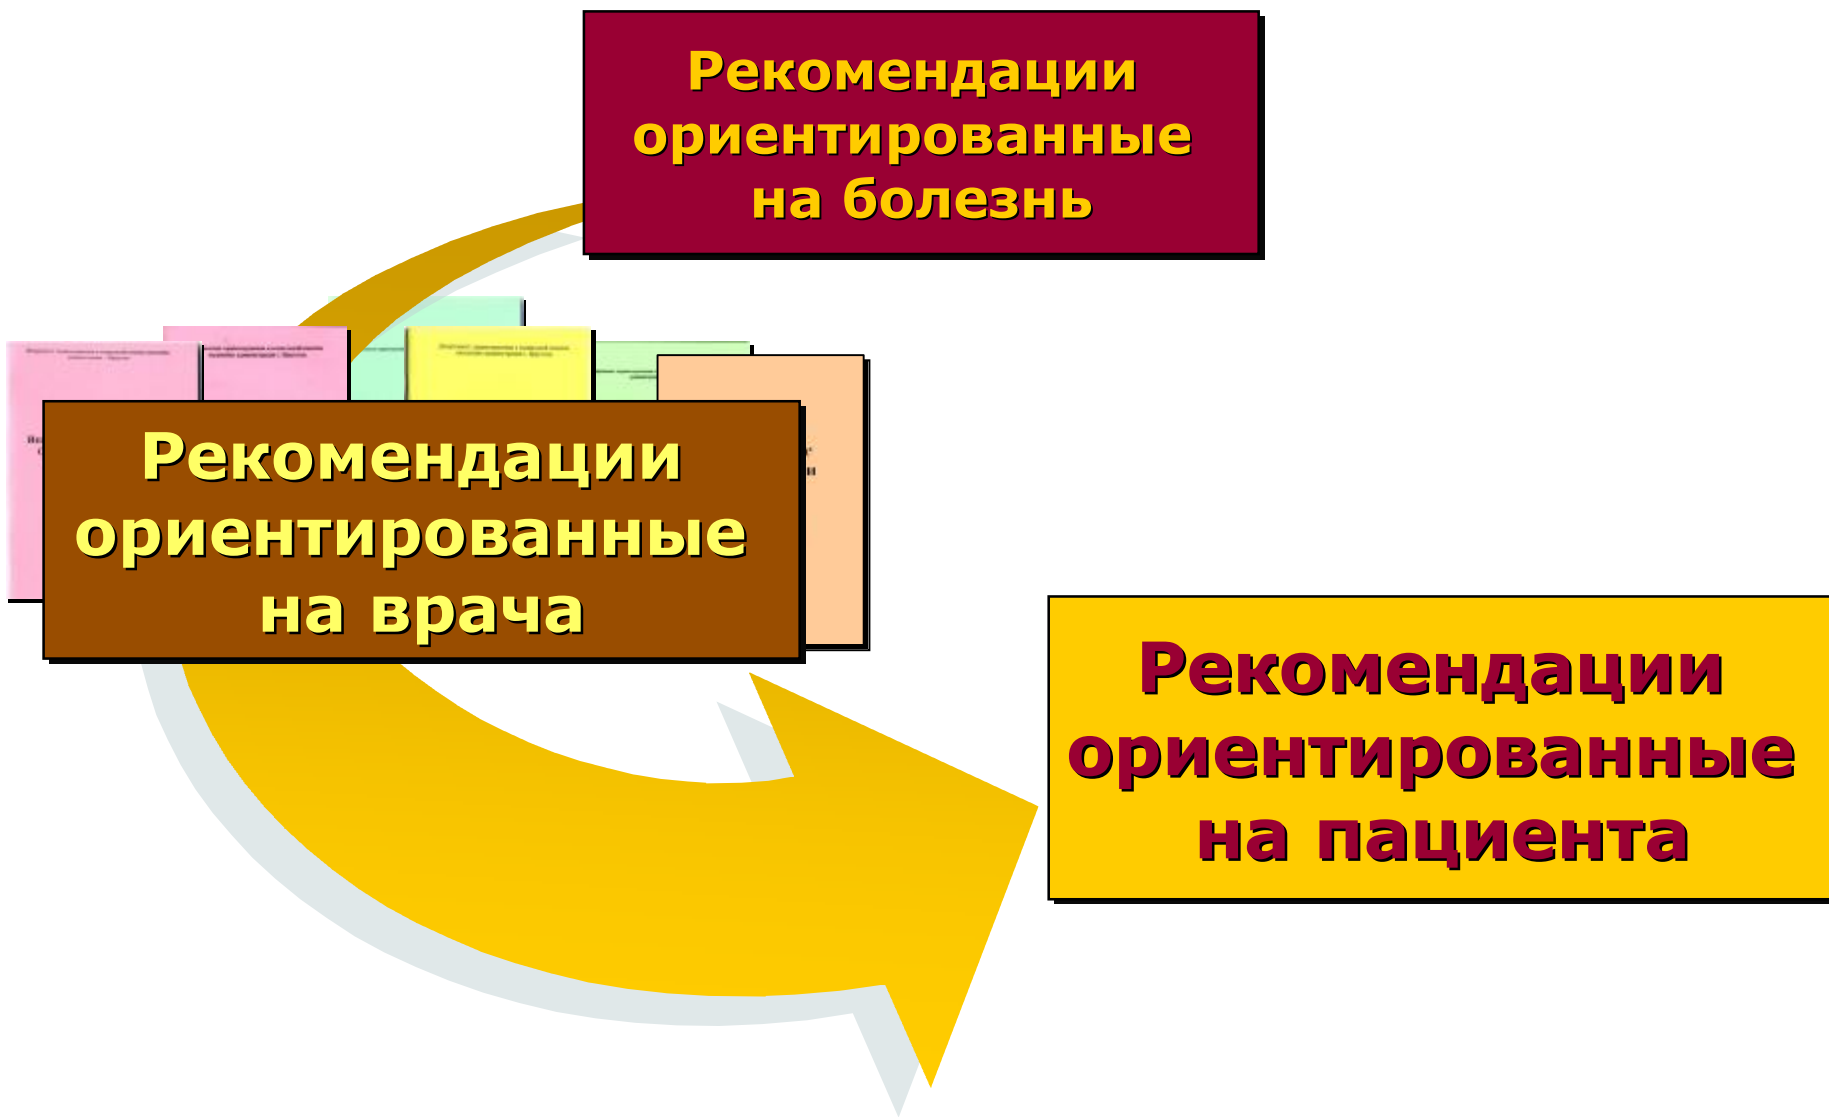 Рекомендации
ориентированные
на болезнь
Рекомендации
ориентированные
на врача
Рекомендации
ориентированные
на пациента